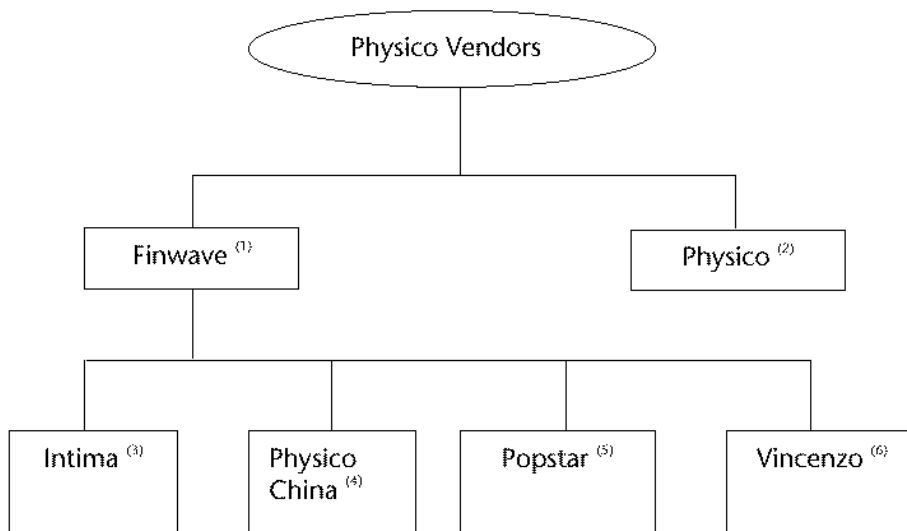 Physico Vendors
Finwave (1)
Physico (2)
Intima (3)
Physico
China (4)
Popstar (5)
Vincenzo (6)